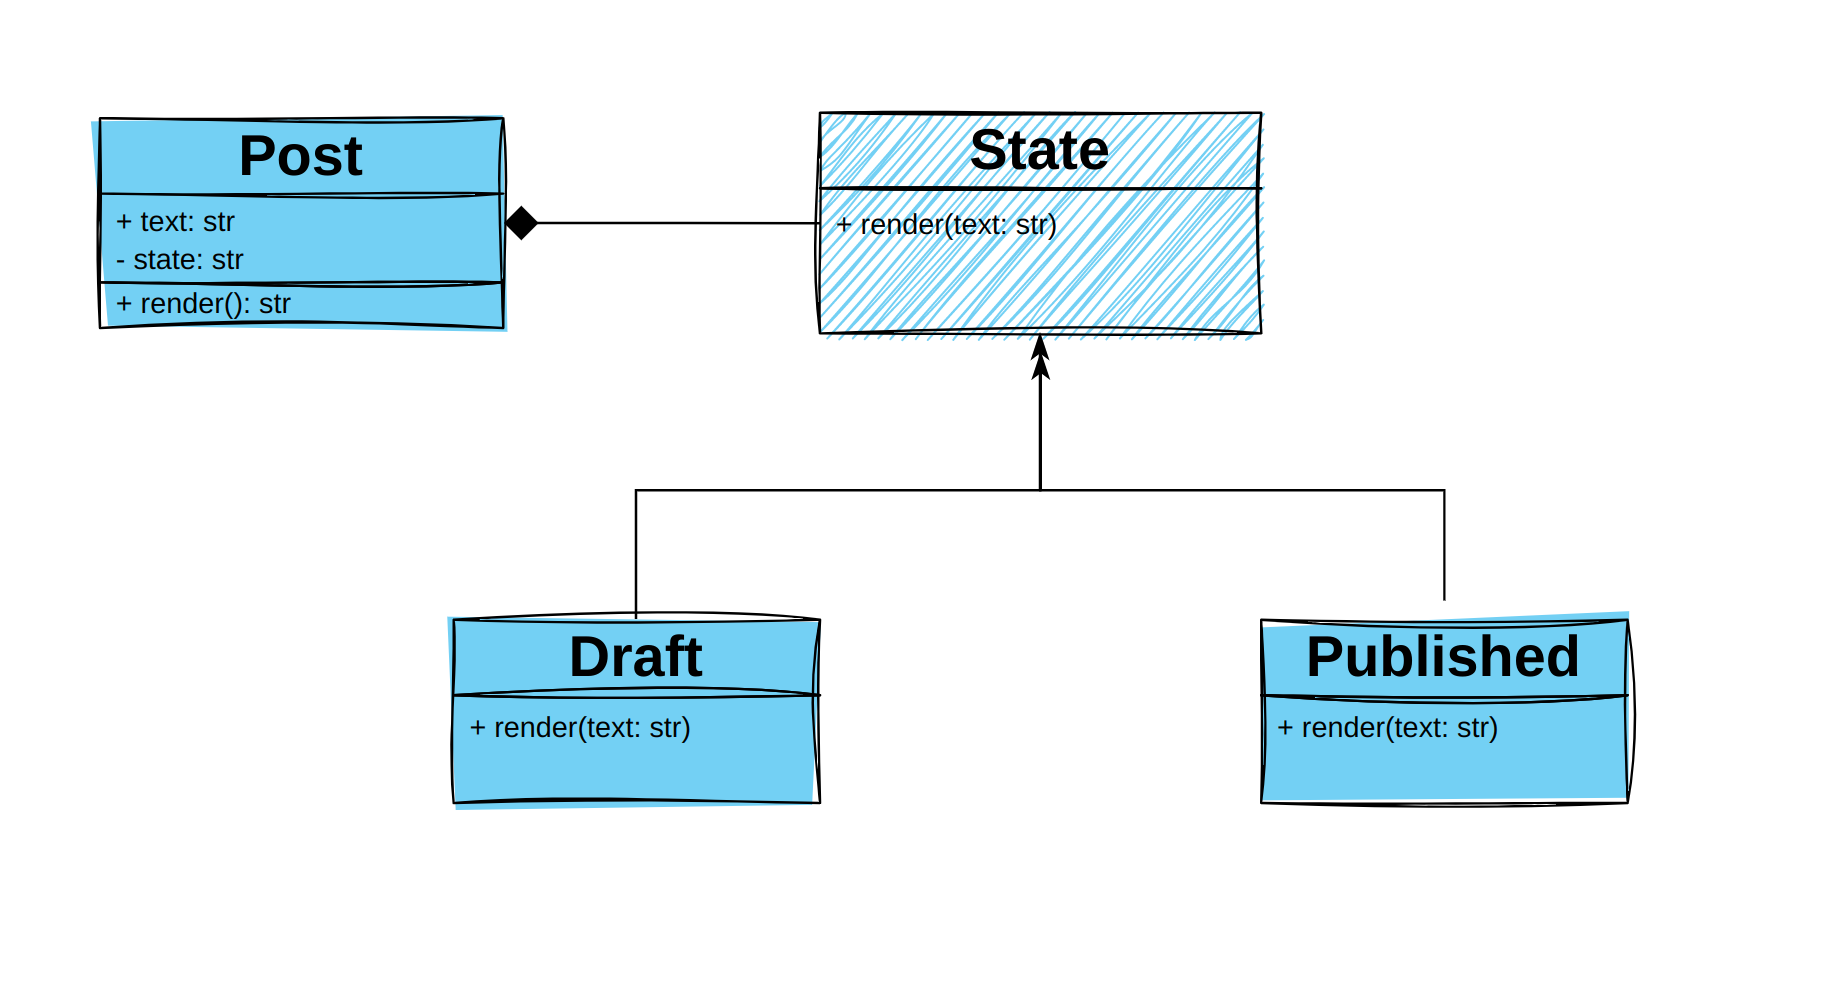 Post
+ text: str
- state: str
+ render(): str
State
+ render(text: str)
Draft
+ render(text: str)
Published
+ render(text: str)